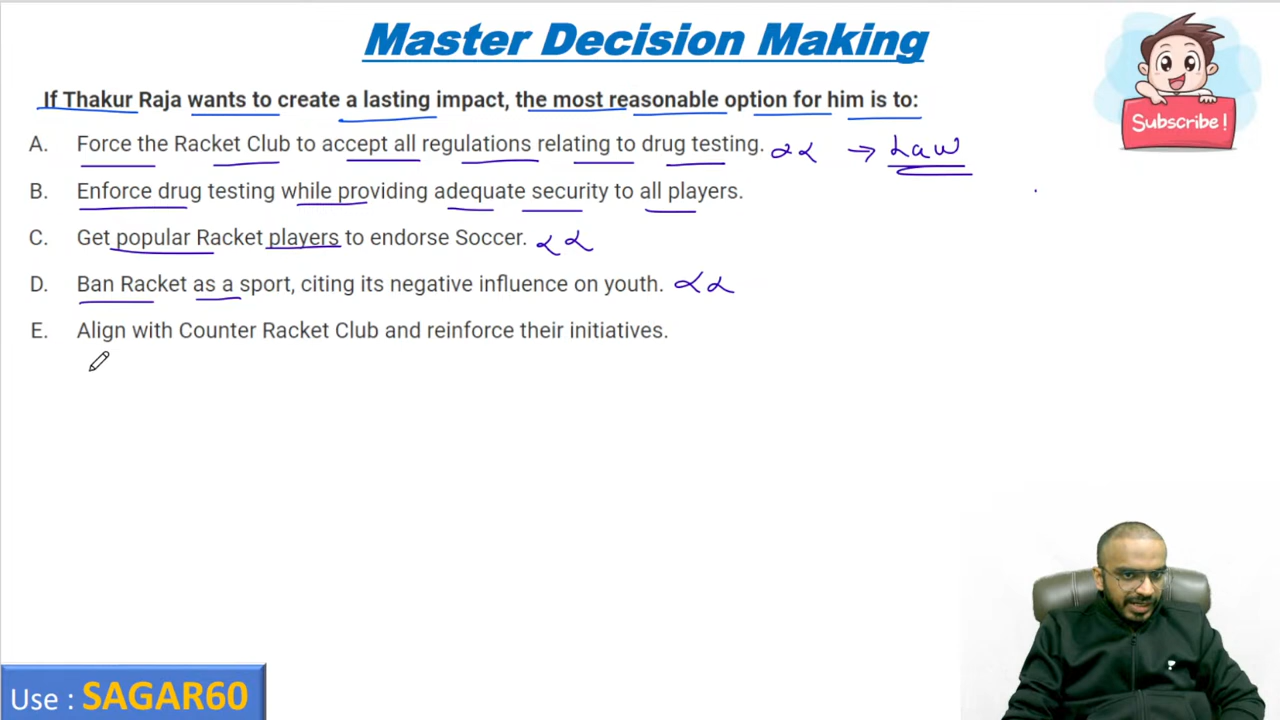 Master Decision Making
If Thakur Raja wants to create a lasting impact, the most reasonable option for him is to:
A. Force the Racket Club to accept all regulations relating to drug testing. → Law
B. Enforce drug testing while providing adequate security to all players.
C. Get popular Racket players to endorse Soccer.
D. Ban Racket as a sport, citing its negative influence on youth.
E. Align with Counter Racket Club and reinforce their initiatives.
Subscribe!
Use : SAGAR60